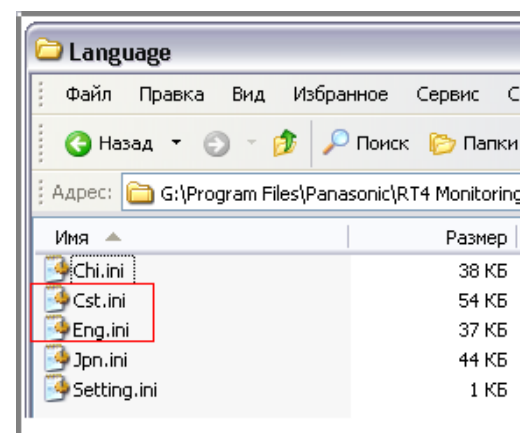 Language
Файл Правка Вид Избранное Сервис С
Назад Поиск Папки
Адрес: G:\Program Files\Panasonic\RT4 Monitoring
Имя Размер
Chi.ini 38 КБ
Cst.ini 54 КБ
Eng.ini 37 КБ
Jpn.ini 44 КБ
Setting.ini 1 КБ